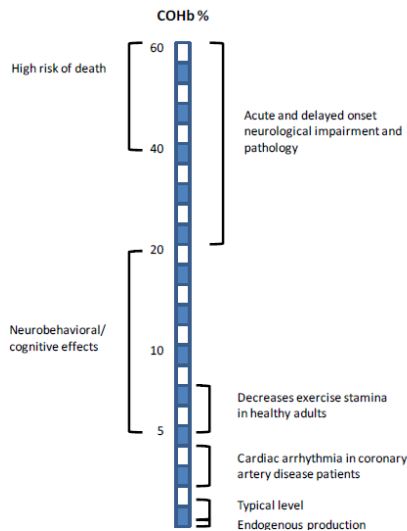 COHb %
60
High risk of death
Acute and delayed onset
neurological impairment and
pathology
40
20
Neurobehavioral/
cognitive effects
10
Decreases exercise stamina
in healthy adults
5
Cardiac arrhythmia in coronary
artery disease patients
Typical level
Endogenous production